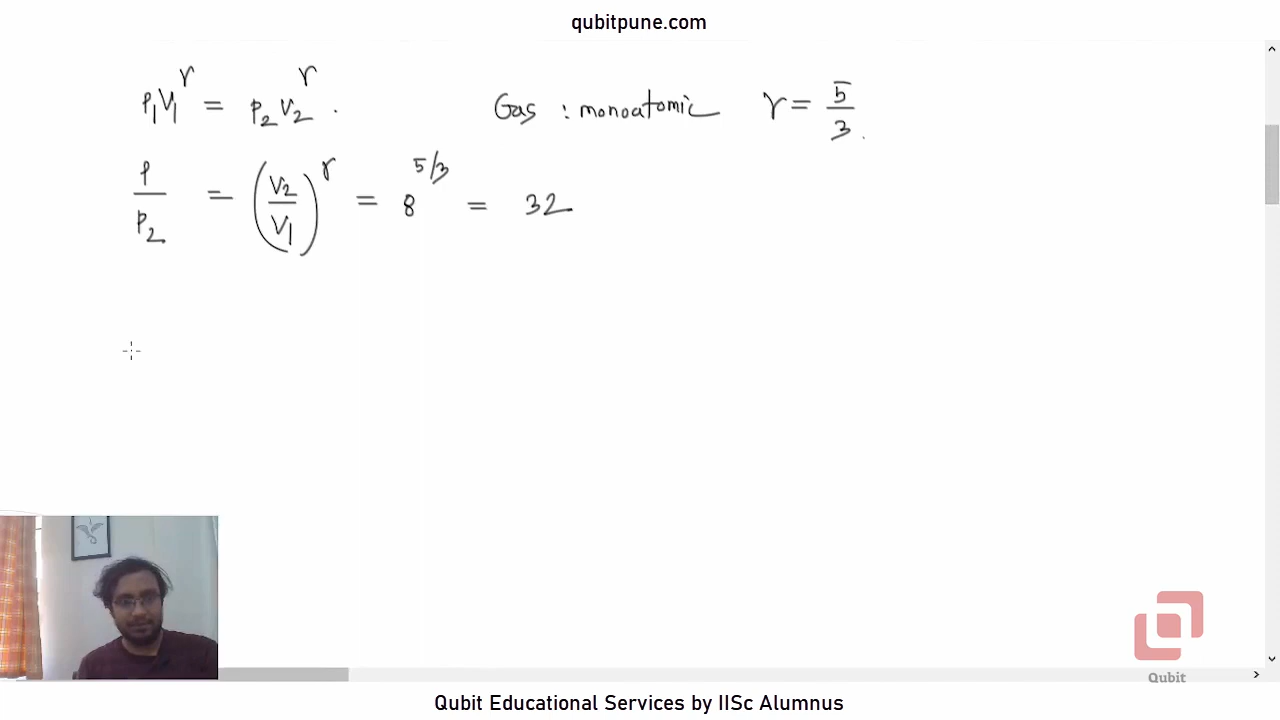 qubitpune.com
P₁V₁^γ = P₂V₂^γ .
Gas : monoatomic γ = 5/3 .
P/P₂ = (V₂/V₁)^γ = 8^5/3 = 32
Qubit
Qubit Educational Services by IISc Alumnus